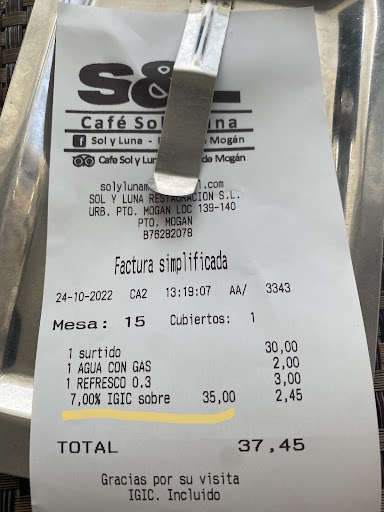 S&L
Café Sol Luna
f Sol y Luna - Mogán
Cafe Sol y Lun de Mogán
solylunam l.com
SOL Y LUNA RESTAURACION S.L.
URB. PTO. MOGAN LOC 139-140
PTO. MOGAN
B76282078
Factura simplificada
24-10-2022 CA2 13:19:07 AA/ 3343
Mesa: 15 Cubiertos: 1
1 surtido 30,00
1 AGUA CON GAS 2,00
1 REFRESCO 0.3 3,00
7,00% IGIC sobre 35,00 2,45
TOTAL 37,45
Gracias por su visita
IGIC. Incluido